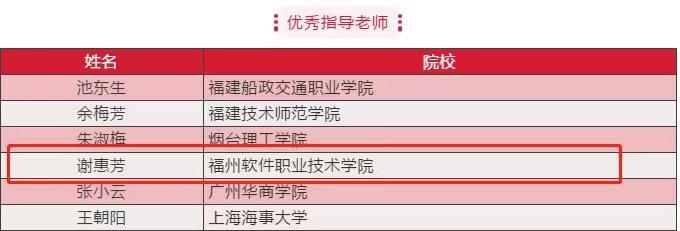 优秀指导老师
姓名 院校
池东生 福建船政交通职业学院
余梅芳 福建技术师范学院
朱淑梅 烟台理工学院
谢惠芳 福州软件职业技术学院
张小云 广州华商学院
王朝阳 上海海事大学